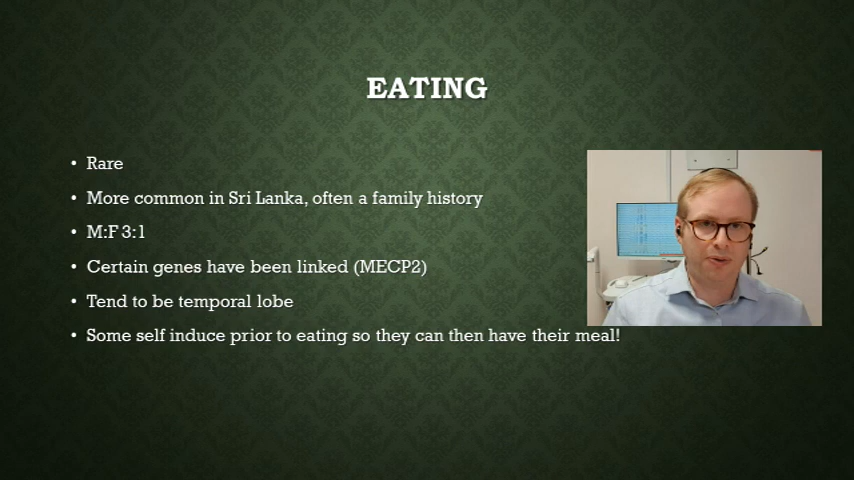 EATING
• Rare
• More common in Sri Lanka, often a family history
• M:F 3:1
• Certain genes have been linked (MECP2)
• Tend to be temporal lobe
• Some self induce prior to eating so they can then have their meal!